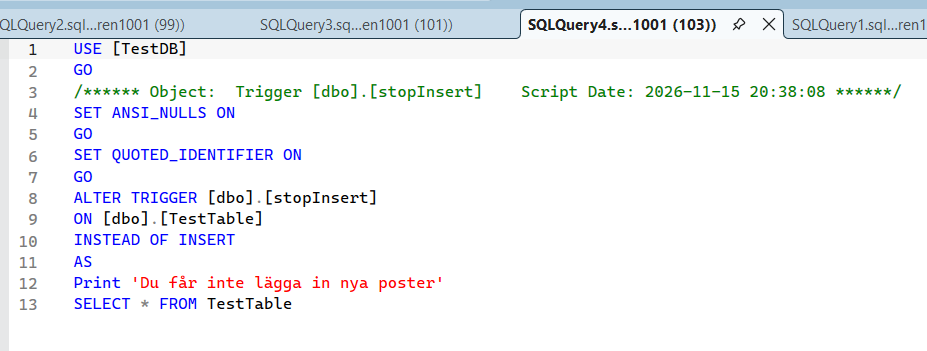 QLQuery2.sql...ren1001 (99)) SQLQuery3.sq...en1001 (101)) SQLQuery4.s...1001 (103)) SQLQuery1.sql...ren1
1 USE [TestDB]
2 GO
3 /****** Object:  Trigger [dbo].[stopInsert]    Script Date: 2026-11-15 20:38:08 ******/
4 SET ANSI_NULLS ON
5 GO
6 SET QUOTED_IDENTIFIER ON
7 GO
8 ALTER TRIGGER [dbo].[stopInsert]
9 ON [dbo].[TestTable]
10 INSTEAD OF INSERT
11 AS
12 Print 'Du får inte lägga in nya poster'
13 SELECT * FROM TestTable